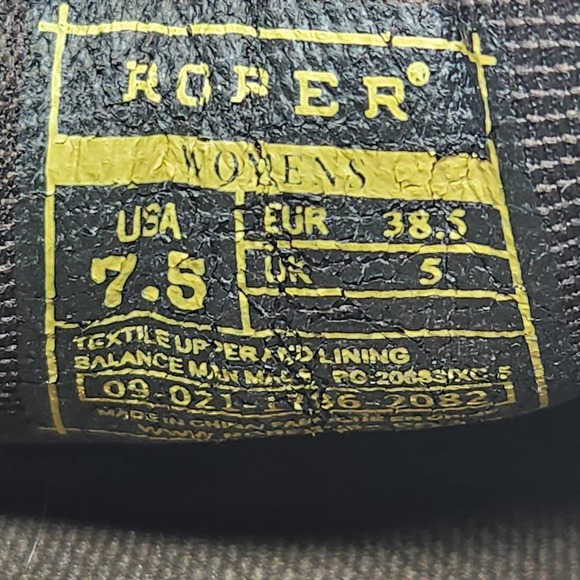 ROPER®
WOMENS
USA
7.5
EUR 38.5
UK 5
TEXTILE UPPER AND LINING
BALANCE MAN MADE
09-021-1786-2082
MADE IN CHINA